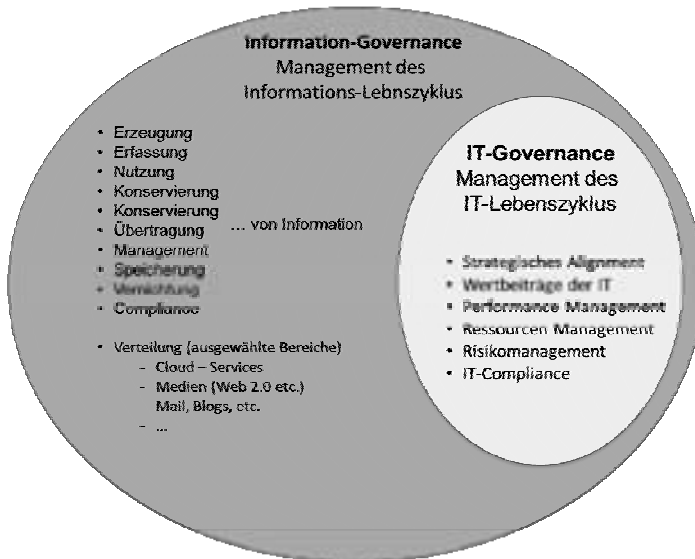 Information-Governance
Management des
Informations-Lebnszyklus
• Erzeugung
• Erfassung
• Nutzung
• Konservierung
• Konservierung
• Übertragung
... von Information
• Management
• Speicherung
• Vernichtung
• Compliance
• Verteilung (ausgewählte Bereiche)
– Cloud – Services
– Medien (Web 2.0 etc.)
Mail, Blogs, etc.
– ...
IT-Governance
Management des
IT-Lebenszyklus
• Strategisches Alignment
• Wertbeiträge der IT
• Performance Management
• Ressourcen Management
• Risikomanagement
• IT-Compliance